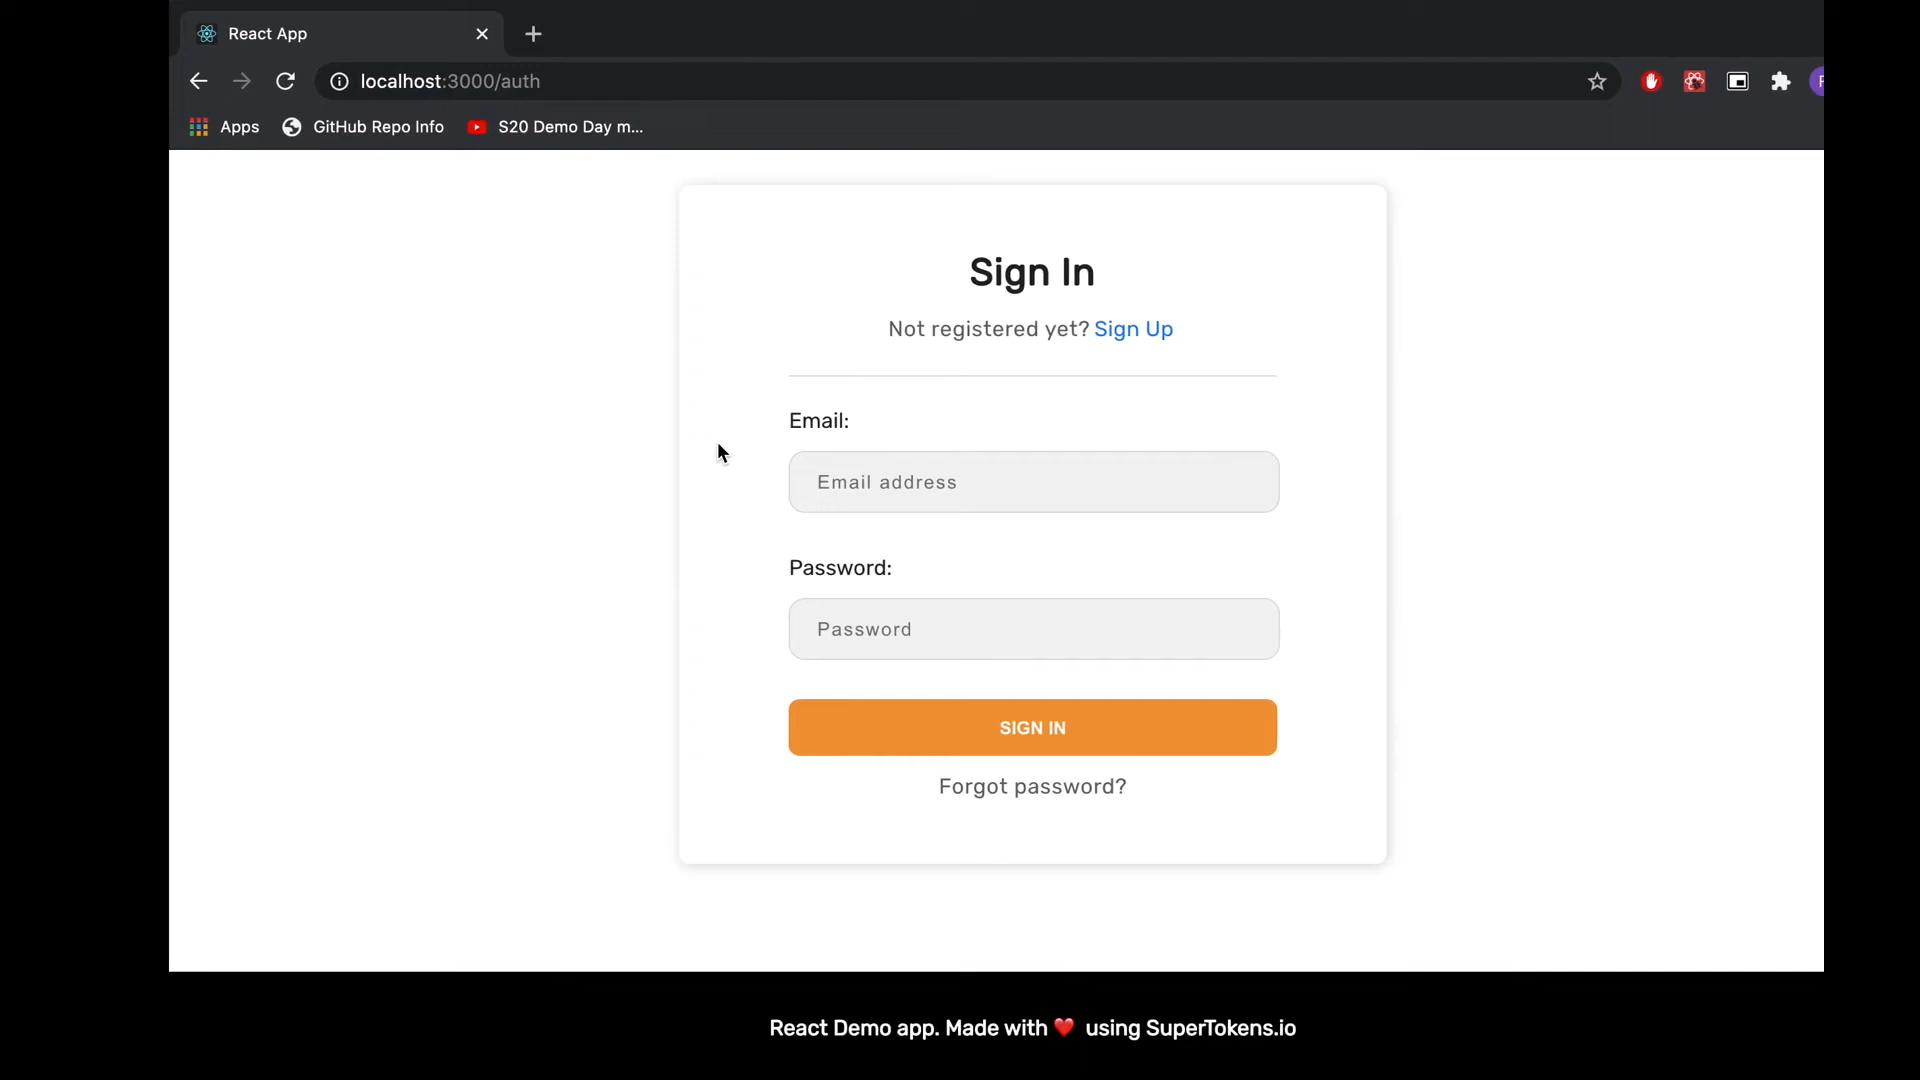 React App
localhost:3000/auth
Apps GitHub Repo Info S20 Demo Day m...
Sign In
Not registered yet? Sign Up
Email:
Email address
Password:
Password
SIGN IN
Forgot password?
React Demo app. Made with ❤️ using SuperTokens.io